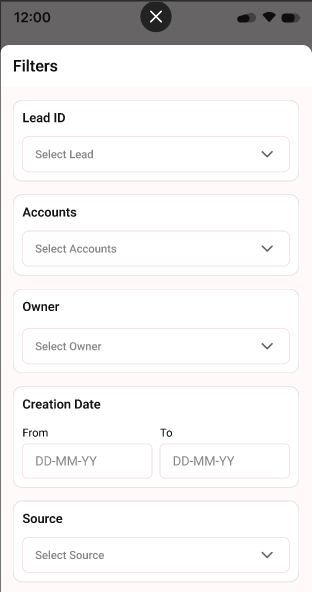 12:00
Filters
Lead ID
Select Lead
Accounts
Select Accounts
Owner
Select Owner
Creation Date
From To
DD-MM-YY DD-MM-YY
Source
Select Source